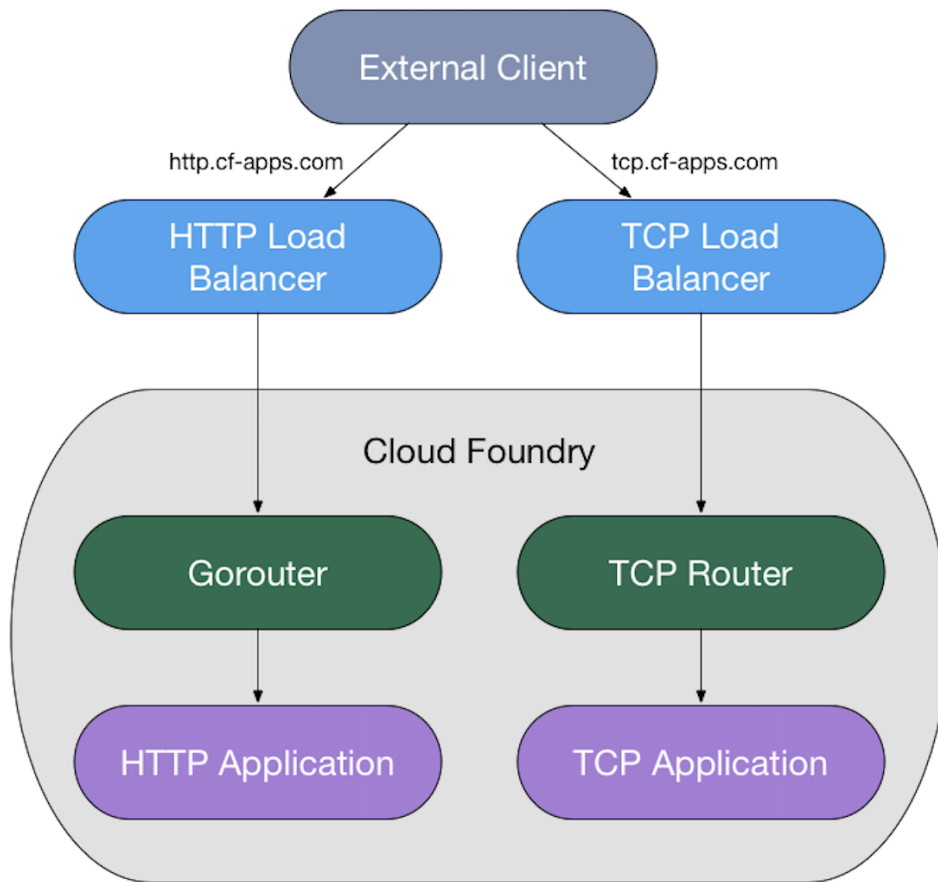 External Client
http.cf-apps.com
tcp.cf-apps.com
HTTP Load
Balancer
TCP Load
Balancer
Cloud Foundry
Gorouter
TCP Router
HTTP Application
TCP Application